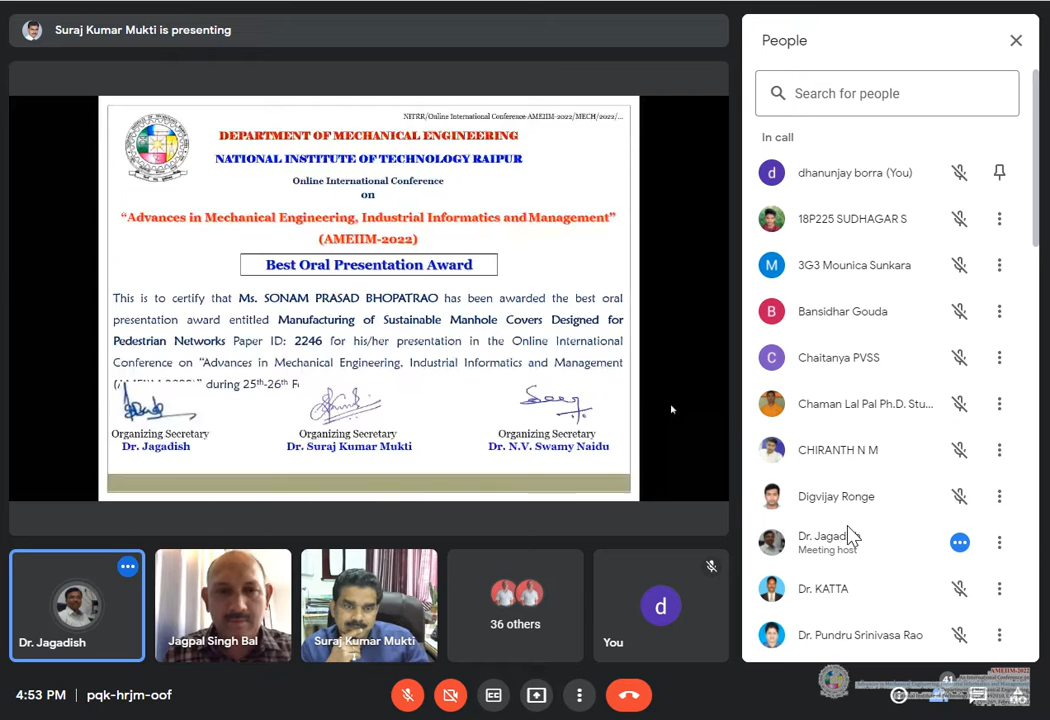 Suraj Kumar Mukti is presenting
NITRR/Online International Conference-AMEIIM-2022/MECH/2022/...
DEPARTMENT OF MECHANICAL ENGINEERING
NATIONAL INSTITUTE OF TECHNOLOGY RAIPUR
Online International Conference
on
“Advances in Mechanical Engineering, Industrial Informatics and Management”
(AMEIIM-2022)
Best Oral Presentation Award
This is to certify that Ms. SONAM PRASAD BHOPATRAO has been awarded the best oral
presentation award entitled Manufacturing of Sustainable Manhole Covers Designed for
Pedestrian Networks Paper ID: 2246 for his/her presentation in the Online International
Conference on “Advances in Mechanical Engineering, Industrial Informatics and Management
during 25th-26th
Organizing Secretary
Dr. Jagadish
Organizing Secretary
Dr. Suraj Kumar Mukti
Organizing Secretary
Dr. N.V. Swamy Naidu
Dr. Jagadish
Jagpal Singh Bal
Suraj Kumar Mukti
36 others
d
You
4:53 PM | pqk-hrjm-oof
CC
People
Search for people
In call
d dhanunjay borra (You)
18P225 SUDHAGAR S
M 3G3 Mounica Sunkara
B Bansidhar Gouda
C Chaitanya PVSS
Chaman Lal Pal Ph.D. Stu...
CHIRANTH N M
Digvijay Ronge
Dr. Jagad
Meeting host
Dr. KATTA
Dr. Pundru Srinivasa Rao
41
AMEIIM-2022